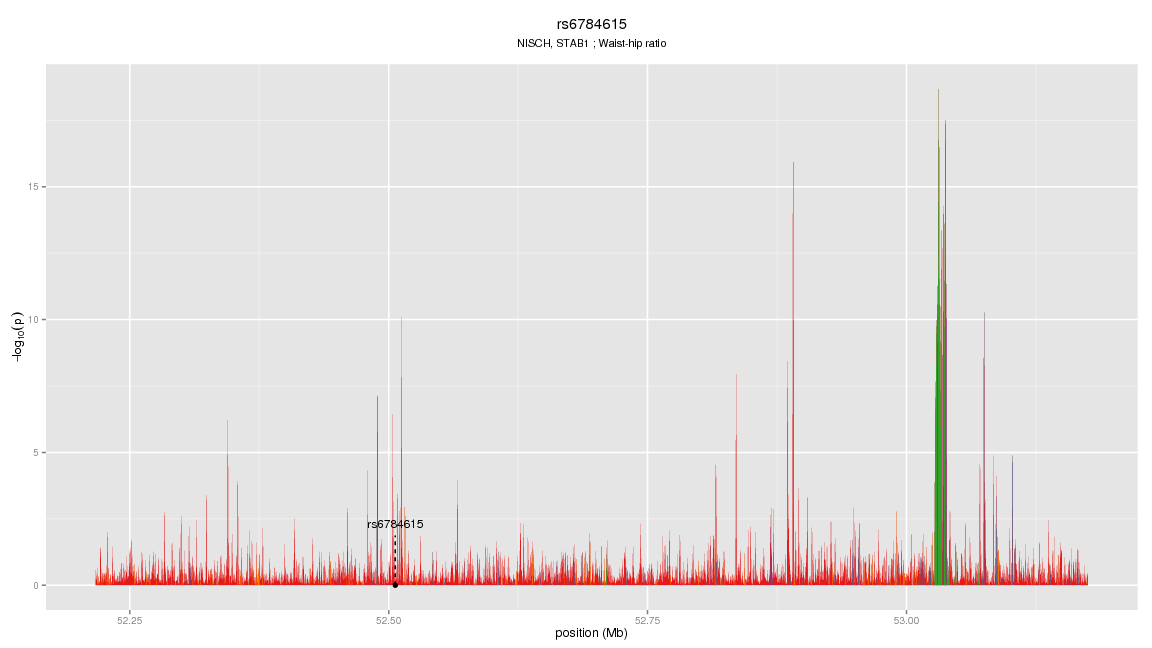 rs6784615
NISCH, STAB1 ; Waist-hip ratio
−log10(p)
15
10
5
0
rs6784615
52.25
52.50
52.75
53.00
position (Mb)